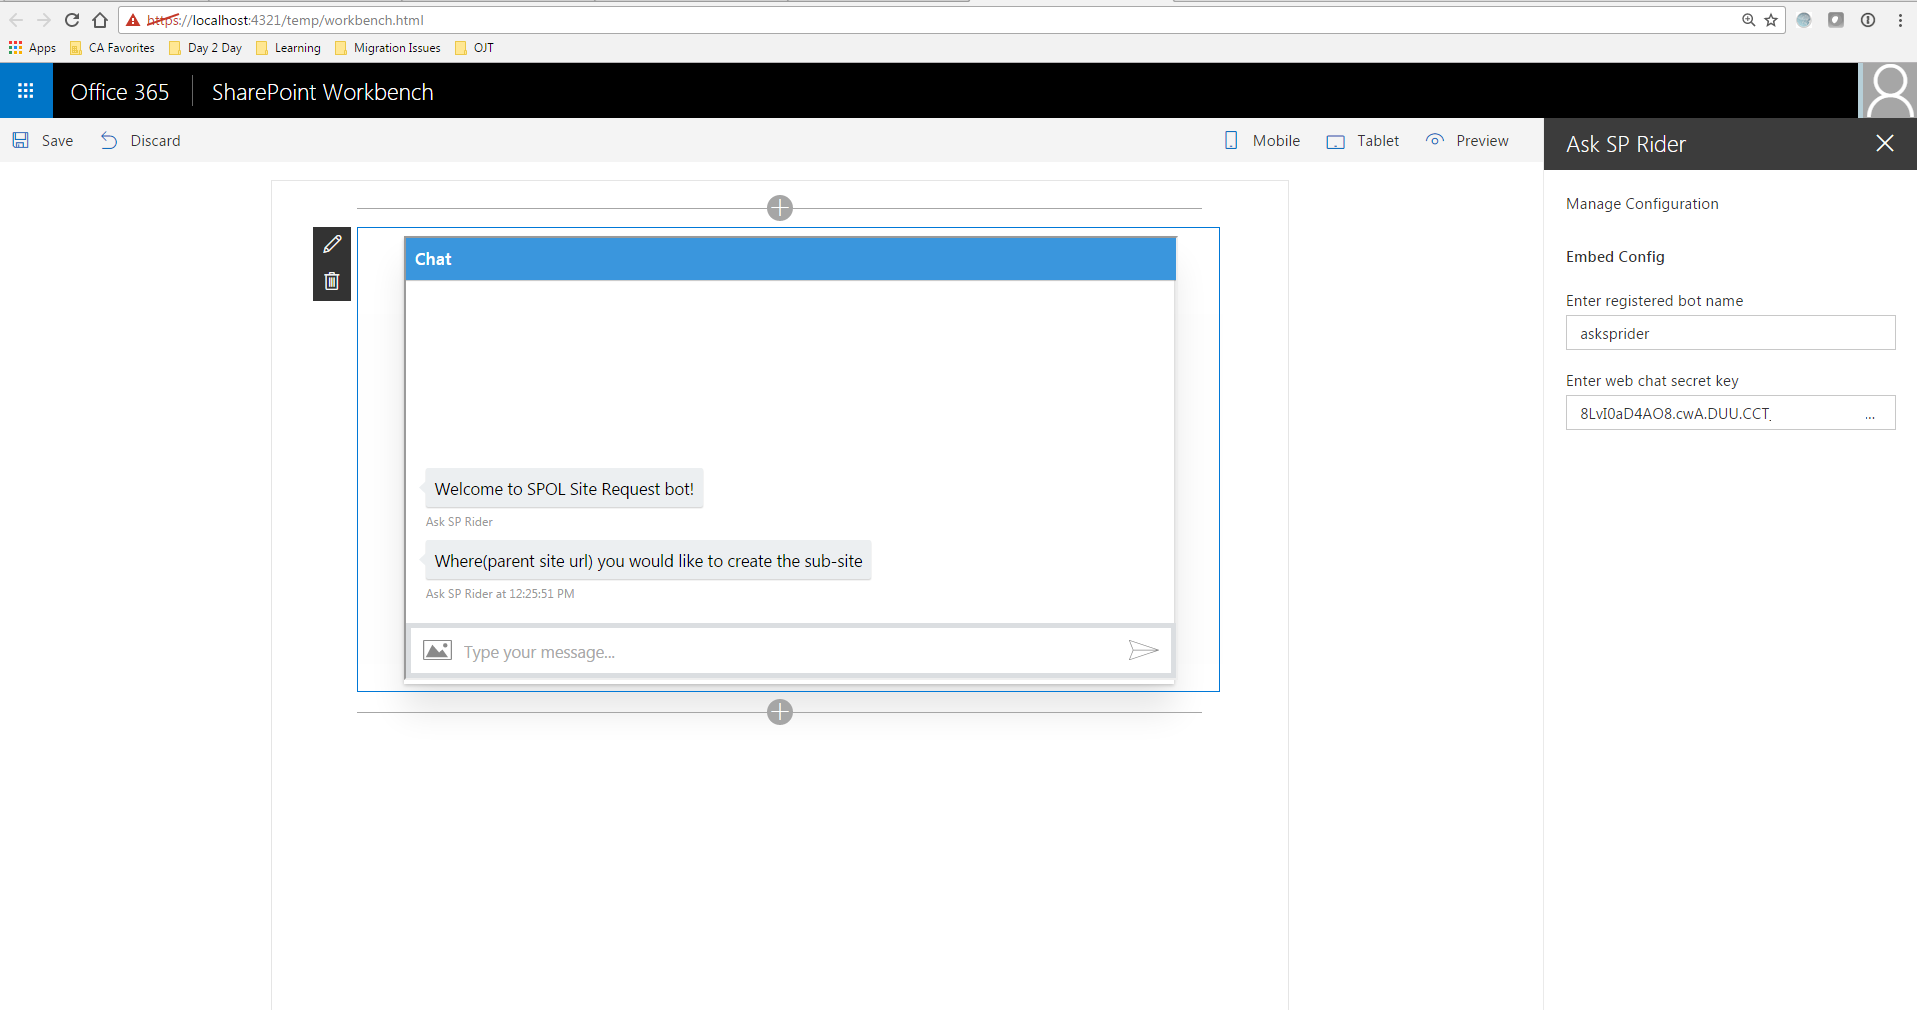 https://localhost:4321/temp/workbench.html
Apps CA Favorites Day 2 Day Learning Migration Issues OJT
Office 365 SharePoint Workbench
Save Discard Mobile Tablet Preview
Ask SP Rider
Manage Configuration
Embed Config
Enter registered bot name
asksprider
Enter web chat secret key
8LvI0aD4AO8.cwA.DUU.CCT ...
Chat
Welcome to SPOL Site Request bot!
Ask SP Rider
Where(parent site url) you would like to create the sub-site
Ask SP Rider at 12:25:51 PM
Type your message...